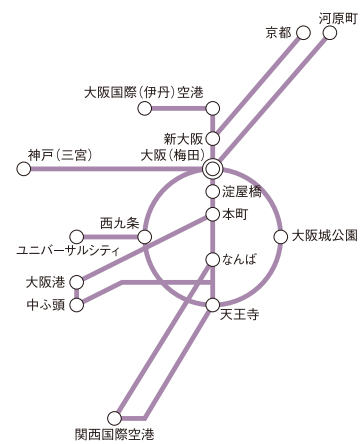 河原町
京都
大阪国際(伊丹)空港
新大阪
神戸(三宮)
大阪(梅田)
淀屋橋
西九条
本町
大阪城公園
ユニバーサルシティ
なんば
大阪港
中ふ頭
天王寺
関西国際空港